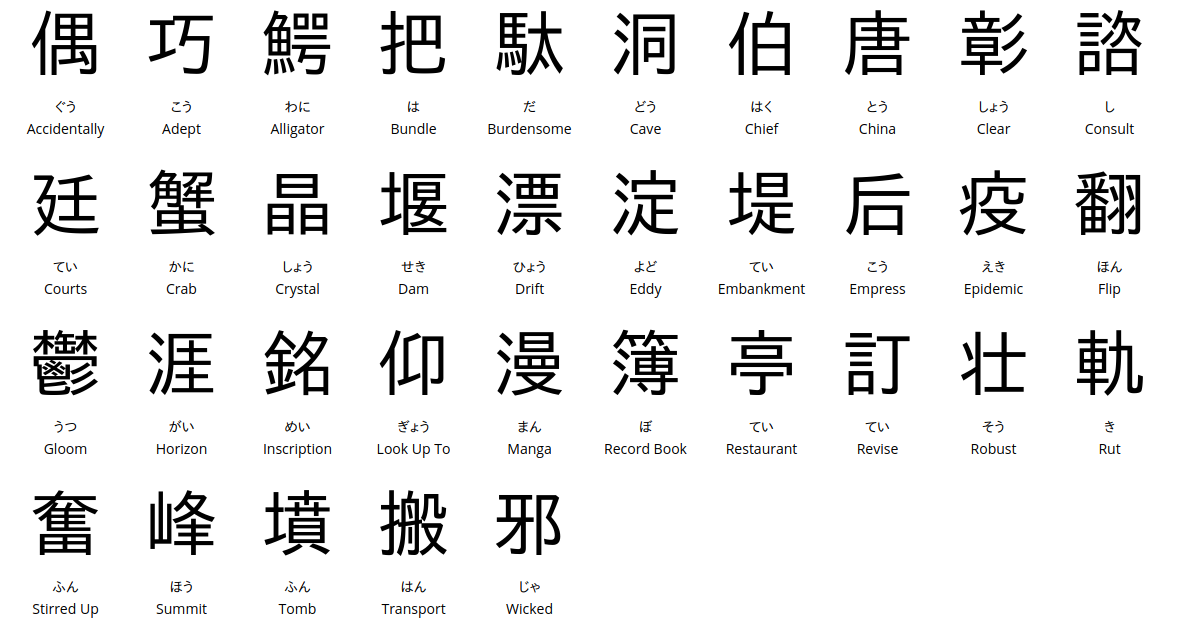 偶 巧 鰐 把 駄 洞 伯 唐 彰 諮
ぐう こう わに は だ どう はく とう しょう し
Accidentally Adept Alligator Bundle Burdensome Cave Chief China Clear Consult
廷 蟹 晶 堰 漂 淀 堤 后 疫 翻
てい かに しょう せき ひょう よど てい こう えき ほん
Courts Crab Crystal Dam Drift Eddy Embankment Empress Epidemic Flip
鬱 涯 銘 仰 漫 簿 亭 訂 壮 軌
うつ がい めい ぎょう まん ぼ てい てい そう き
Gloom Horizon Inscription Look Up To Manga Record Book Restaurant Revise Robust Rut
奮 峰 墳 搬 邪
ふん ほう ふん はん じゃ
Stirred Up Summit Tomb Transport Wicked